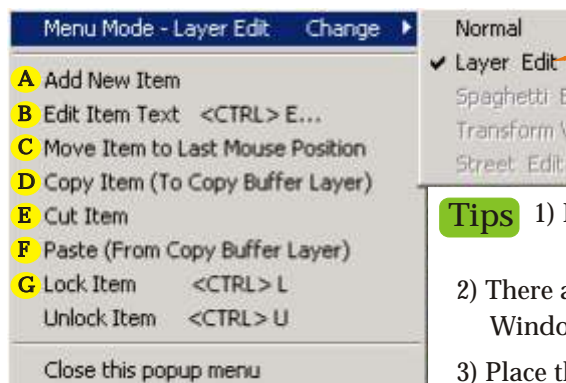 Menu Mode - Layer Edit Change
A Add New Item
B Edit Item Text <CTRL> E...
C Move Item to Last Mouse Position
D Copy Item (To Copy Buffer Layer)
E Cut Item
F Paste (From Copy Buffer Layer)
G Lock Item <CTRL> L
Unlock Item <CTRL> U
Close this popup menu
Normal
Layer Edit
Spaghetti
Transform
Street Edit
Tips 1)
2) There
3) Place